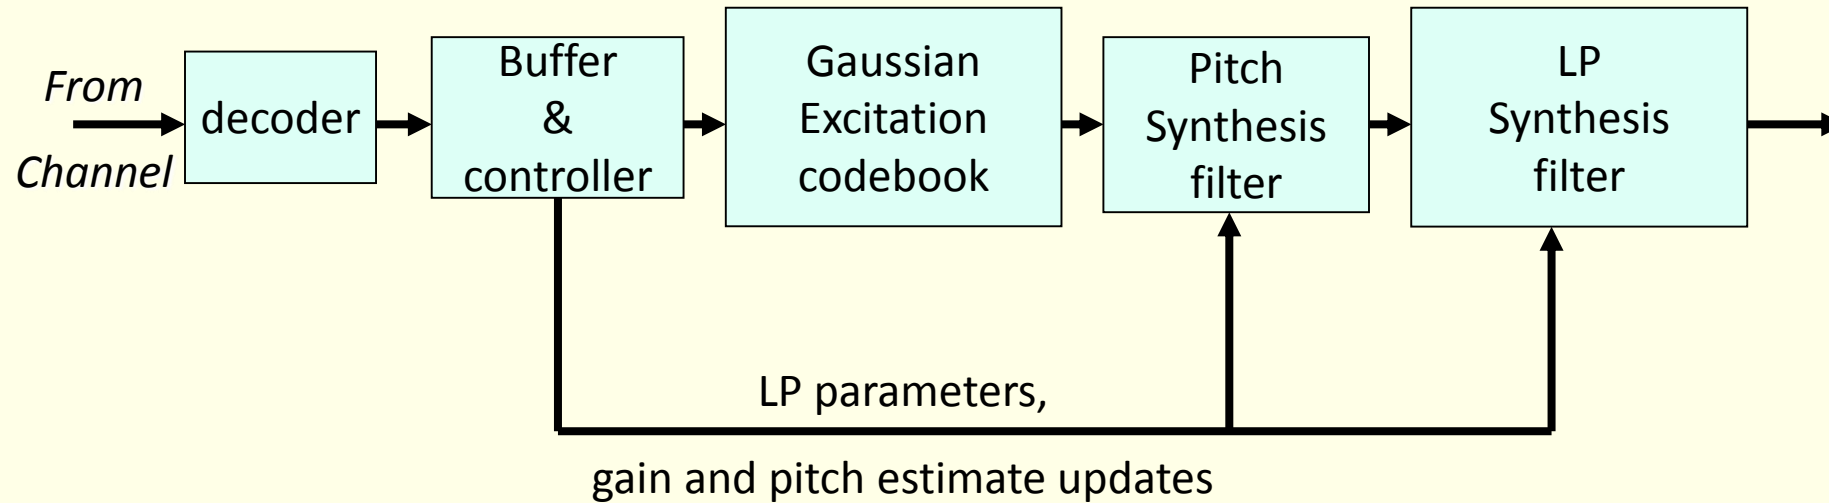 From
Channel
decoder
Buffer
&
controller
Gaussian
Excitation
codebook
Pitch
Synthesis
filter
LP
Synthesis
filter
LP parameters,
gain and pitch estimate updates